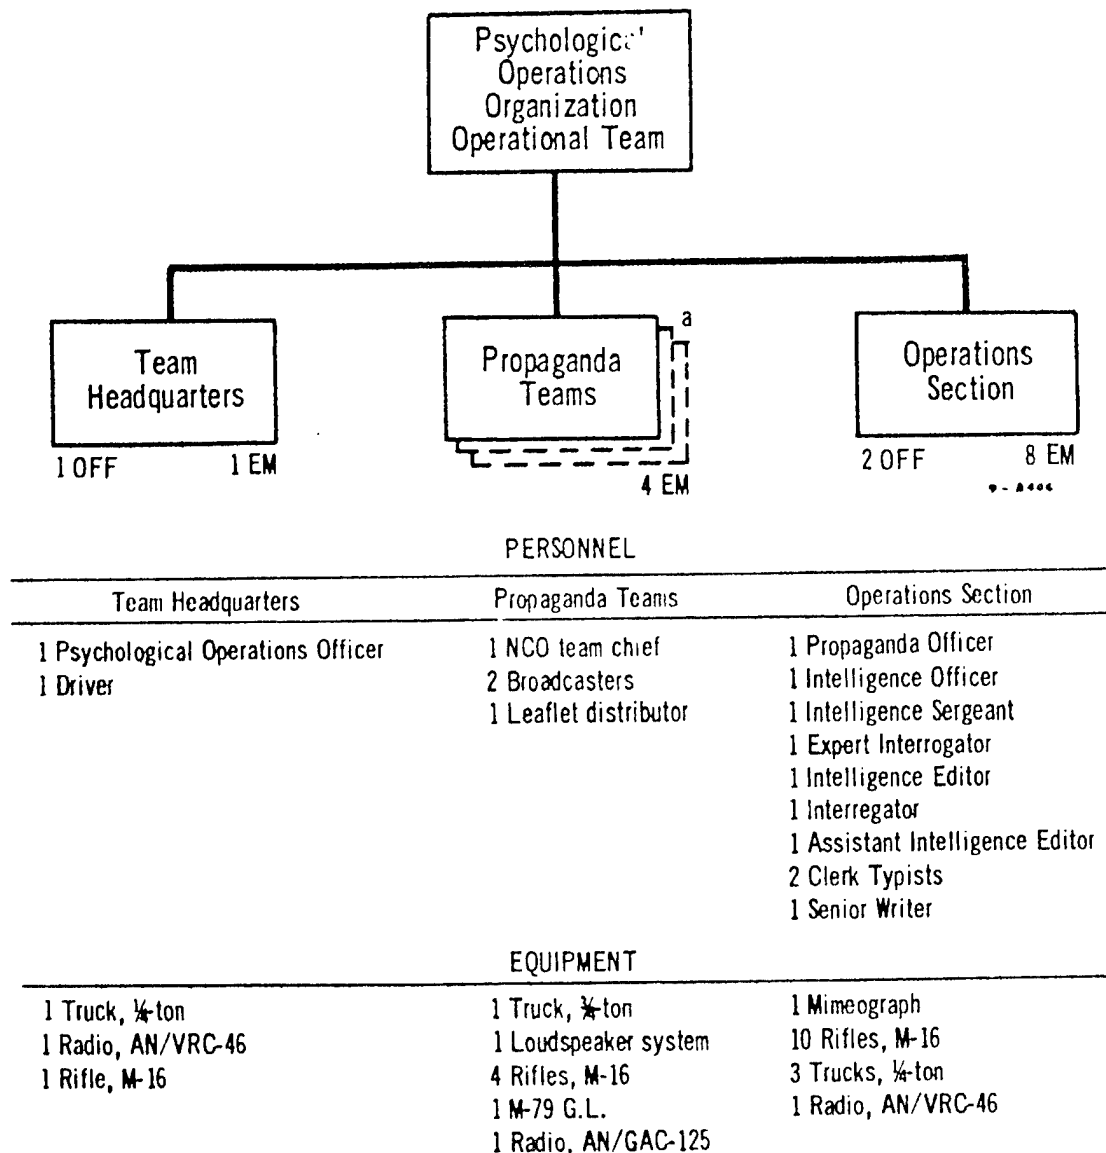 Psychological
Operations
Organization
Operational Team
Team
Headquarters
1 OFF 1 EM
a
Propaganda
Teams
4 EM
Operations
Section
2 OFF 8 EM
PERSONNEL
Team Headquarters
1 Psychological Operations Officer
1 Driver
Propaganda Teams
1 NCO team chief
2 Broadcasters
1 Leaflet distributor
Operations Section
1 Propaganda Officer
1 Intelligence Officer
1 Intelligence Sergeant
1 Expert Interrogator
1 Intelligence Editor
1 Interregator
1 Assistant Intelligence Editor
2 Clerk Typists
1 Senior Writer
EQUIPMENT
1 Truck, ¼-ton
1 Radio, AN/VRC-46
1 Rifle, M-16
1 Truck, ¾-ton
1 Loudspeaker system
4 Rifles, M-16
1 M-79 G.L.
1 Radio, AN/GAC-125
1 Mimeograph
10 Rifles, M-16
3 Trucks, ¼-ton
1 Radio, AN/VRC-46